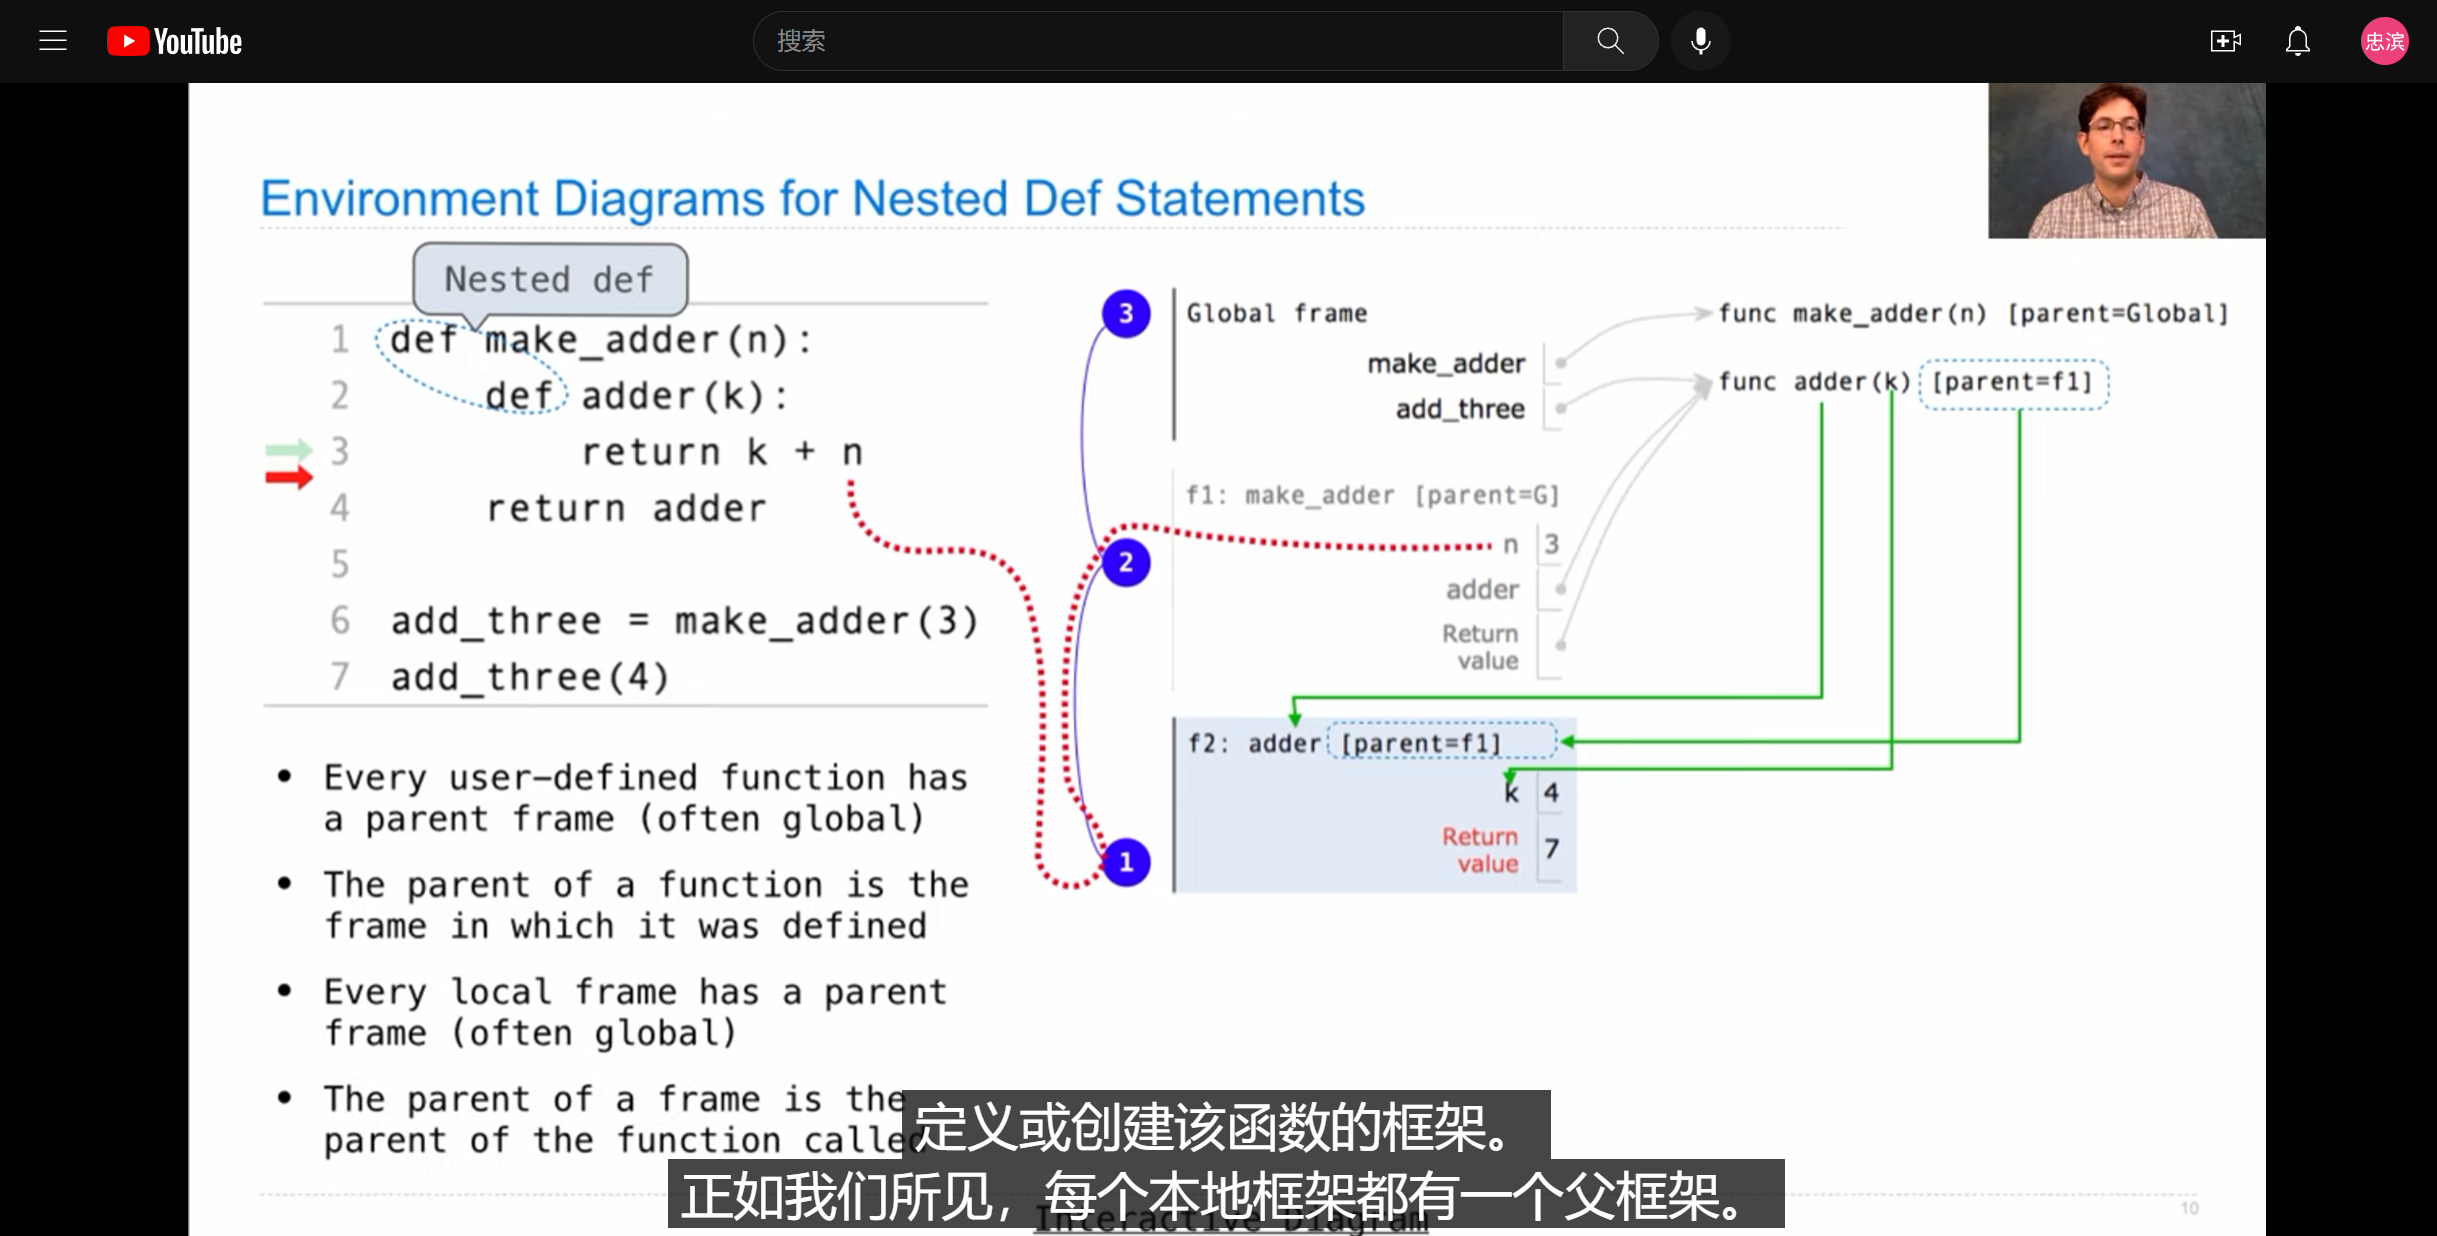 YouTube
搜索
忠滨
Environment Diagrams for Nested Def Statements
Nested def
1 def make_adder(n):
2 def adder(k):
3 return k + n
4 return adder
5
6 add_three = make_adder(3)
7 add_three(4)
• Every user-defined function has
a parent frame (often global)
• The parent of a function is the
frame in which it was defined
• Every local frame has a parent
frame (often global)
• The parent of a frame is the
parent of the function called
3
Global frame
make_adder
add_three
func make_adder(n) [parent=Global]
func adder(k) [parent=f1]
f1: make_adder [parent=G]
2
n 3
adder
Return
value
f2: adder [parent=f1]
k 4
1
Return
value 7
定义或创建该函数的框架。
正如我们所见，每个本地框架都有一个父框架。
Interactive Diagram
10